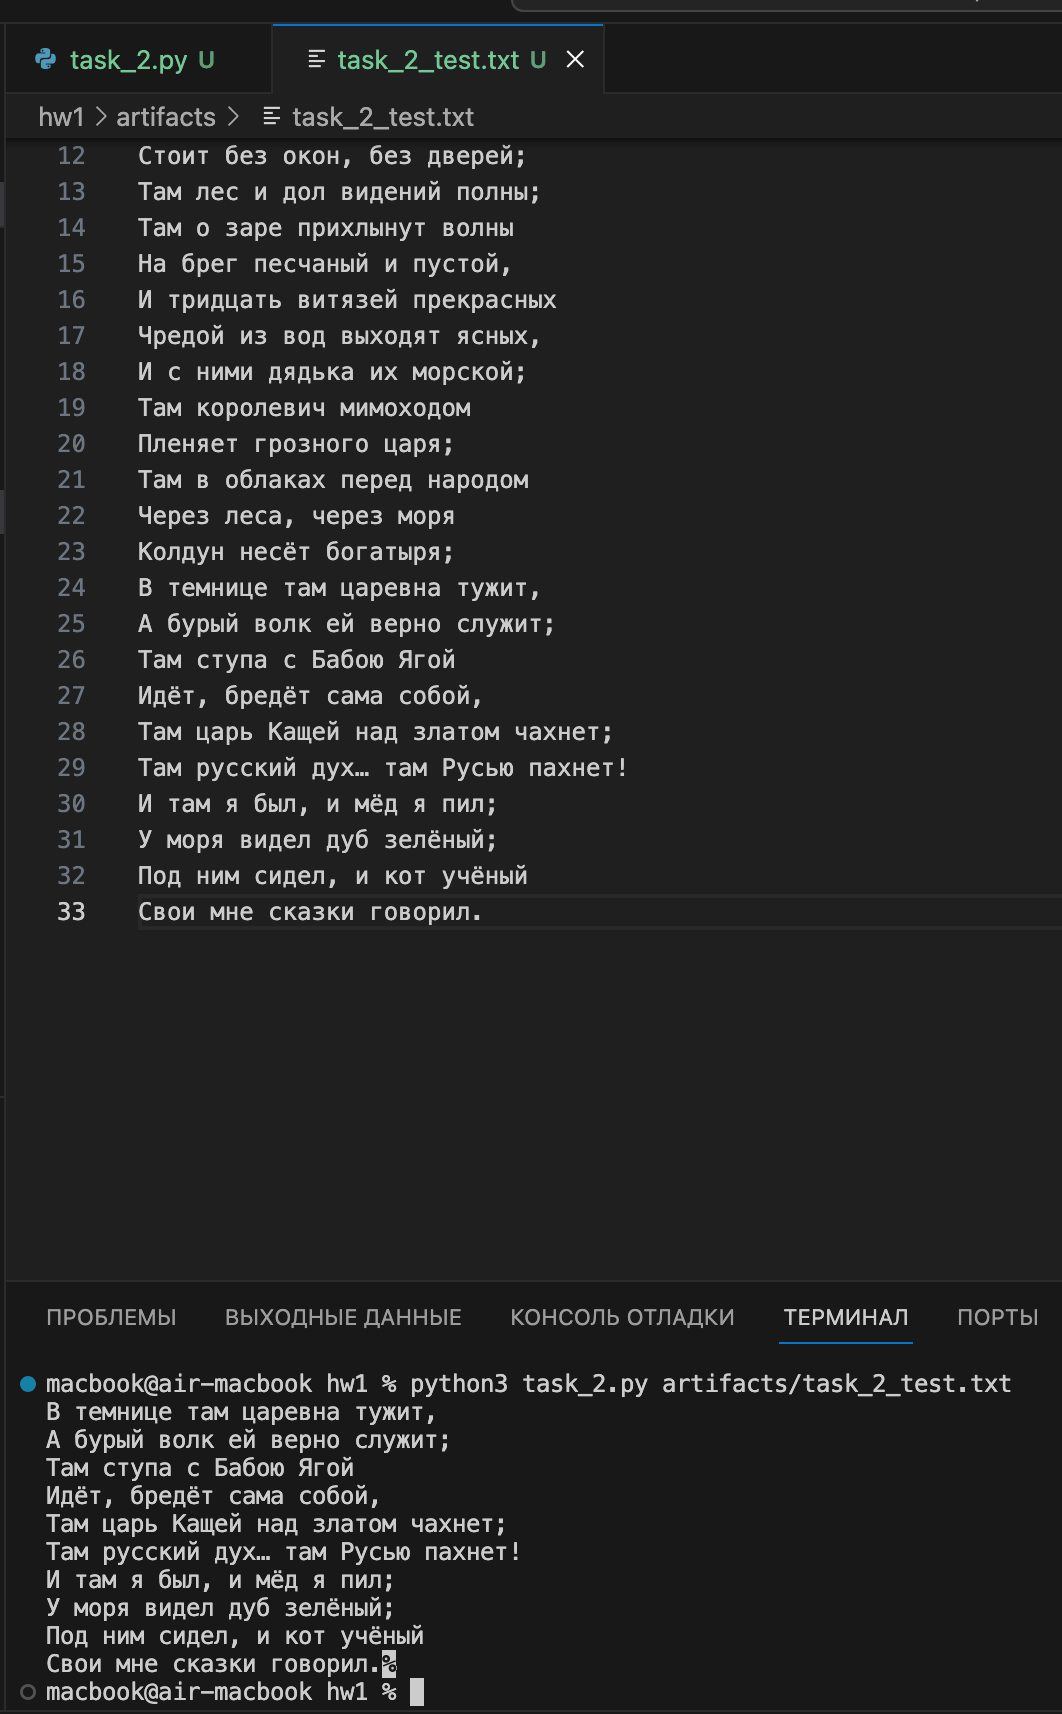 task_2.py U
task_2_test.txt U
hw1 > artifacts > task_2_test.txt
12 Стоит без окон, без дверей;
13 Там лес и дол видений полны;
14 Там о заре прихлынут волны
15 На брег песчаный и пустой,
16 И тридцать витязей прекрасных
17 Чредой из вод выходят ясных,
18 И с ними дядька их морской;
19 Там королевич мимоходом
20 Пленяет грозного царя;
21 Там в облаках перед народом
22 Через леса, через моря
23 Колдун несёт богатыря;
24 В темнице там царевна тужит,
25 А бурый волк ей верно служит;
26 Там ступа с Бабою Ягой
27 Идёт, бредёт сама собой,
28 Там царь Кащей над златом чахнет;
29 Там русский дух… там Русью пахнет!
30 И там я был, и мёд я пил;
31 У моря видел дуб зелёный;
32 Под ним сидел, и кот учёный
33 Свои мне сказки говорил.
ПРОБЛЕМЫ ВЫХОДНЫЕ ДАННЫЕ КОНСОЛЬ ОТЛАДКИ ТЕРМИНАЛ ПОРТЫ
macbook@air-macbook hw1 % python3 task_2.py artifacts/task_2_test.txt
В темнице там царевна тужит,
А бурый волк ей верно служит;
Там ступа с Бабою Ягой
Идёт, бредёт сама собой,
Там царь Кащей над златом чахнет;
Там русский дух… там Русью пахнет!
И там я был, и мёд я пил;
У моря видел дуб зелёный;
Под ним сидел, и кот учёный
Свои мне сказки говорил.%
macbook@air-macbook hw1 %